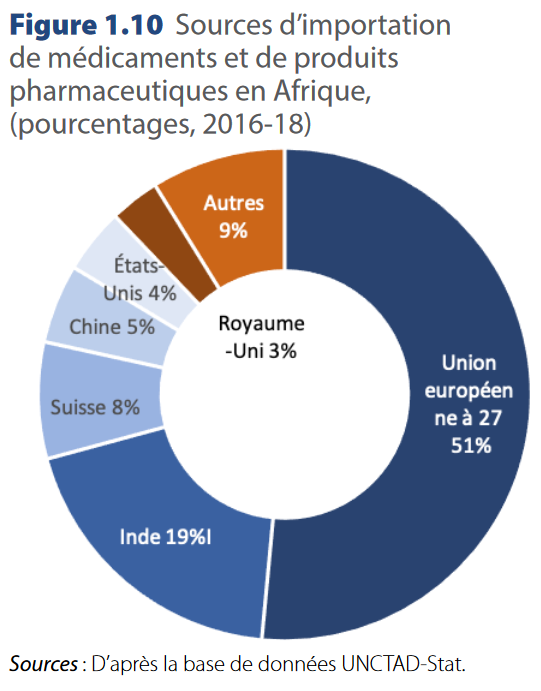 Figure 1.10 Sources d’importation
de médicaments et de produits
pharmaceutiques en Afrique,
(pourcentages, 2016-18)
Autres
9%
États-
Unis 4%
Royaume
-Uni 3%
Chine 5%
Union
européen
ne à 27
51%
Suisse 8%
Inde 19%I
Sources : D’après la base de données UNCTAD-Stat.